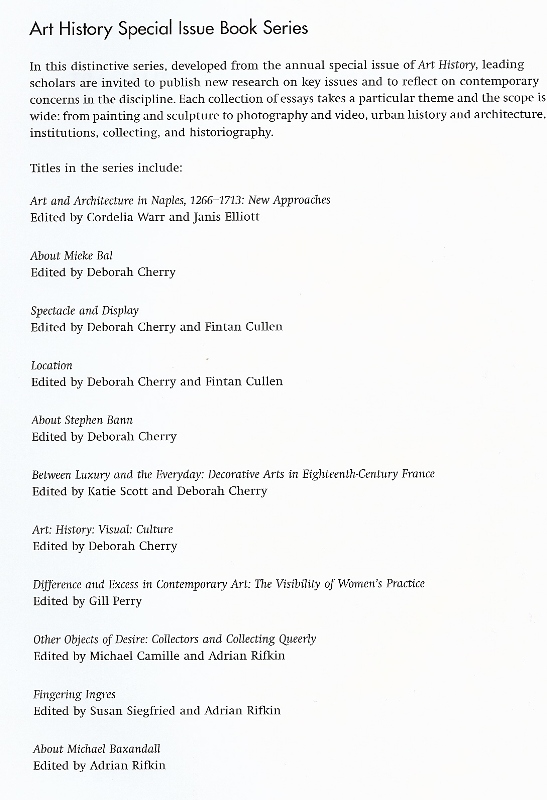 Art History Special Issue Book Series
In this distinctive series, developed from the annual special issue of Art History, leading
scholars are invited to publish new research on key issues and to reflect on contemporary
concerns in the discipline. Each collection of essays takes a particular theme and the scope is
wide: from painting and sculpture to photography and video, urban history and architecture,
institutions, collecting, and historiography.
Titles in the series include:
Art and Architecture in Naples, 1266–1713: New Approaches
Edited by Cordelia Warr and Janis Elliott
About Mieke Bal
Edited by Deborah Cherry
Spectacle and Display
Edited by Deborah Cherry and Fintan Cullen
Location
Edited by Deborah Cherry and Fintan Cullen
About Stephen Bann
Edited by Deborah Cherry
Between Luxury and the Everyday: Decorative Arts in Eighteenth-Century France
Edited by Katie Scott and Deborah Cherry
Art: History: Visual: Culture
Edited by Deborah Cherry
Difference and Excess in Contemporary Art: The Visibility of Women's Practice
Edited by Gill Perry
Other Objects of Desire: Collectors and Collecting Queerly
Edited by Michael Camille and Adrian Rifkin
Fingering Ingres
Edited by Susan Siegfried and Adrian Rifkin
About Michael Baxandall
Edited by Adrian Rifkin